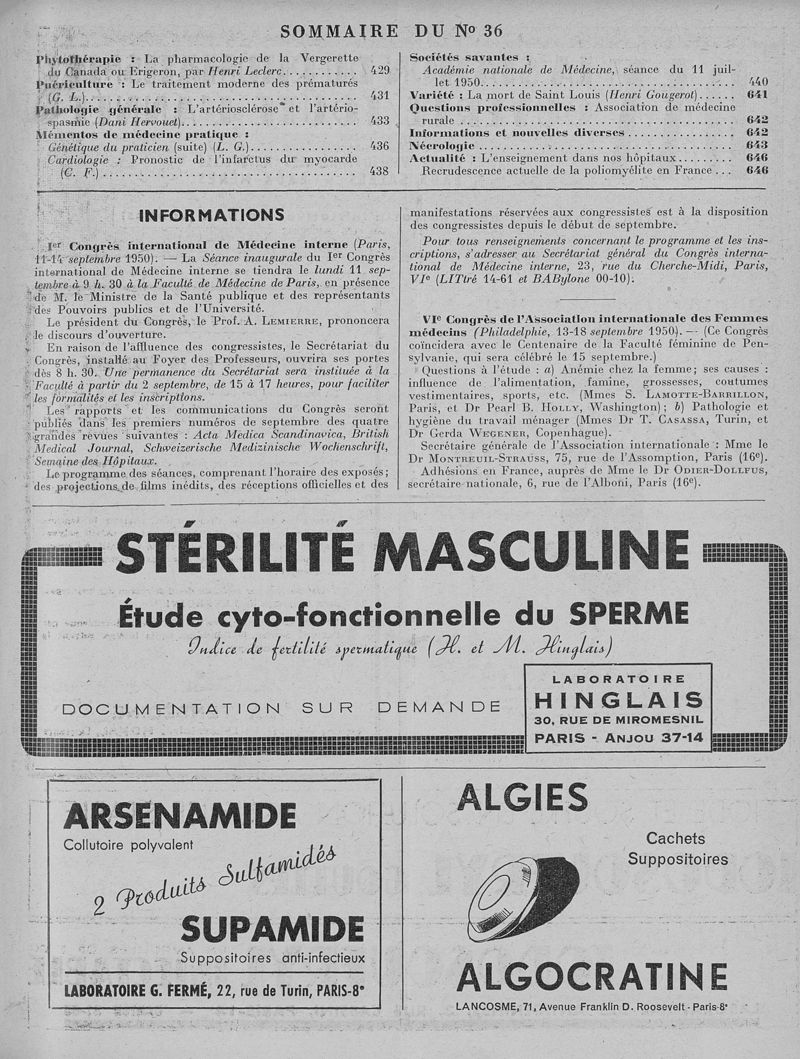 SOMMAIRE DU No 36
Phytothérapie : La pharmacologie de la Vergerette
du Canada ou Erigeron, par Henri Leclerc........... 429
Puériculture : Le traitement moderne des prématurés
(G. L.)........................................ 431
Pathologie générale : L'artériosclérose et l'artério-
spasmie (Dani Hervouet)......................... 433
Mémentos de médecine pratique :
Génétique du praticien (suite) (L. G.).............. 436
Cardiologie : Pronostic de l'infarctus du myocarde
(C. F.)........................................ 438
Sociétés savantes :
Académie nationale de Médecine, séance du 11 juil-
let 1950........................................ 440
Variété : La mort de Saint Louis (Henri Gougerot)...... 641
Questions professionnelles : Association de médecine
rurale ........................................ 642
Informations et nouvelles diverses................. 642
Nécrologie........................................ 643
Actualité : L'enseignement dans nos hôpitaux......... 646
Recrudescence actuelle de la poliomyélite en France ... 646
INFORMATIONS
Ier Congrès international de Médecine interne (Paris,
11-14 septembre 1950). — La Séance inaugurale du Ier Congrès
international de Médecine interne se tiendra le lundi 11 sep-
tembre à 9 h. 30 à la Faculté de Médecine de Paris, en présence
de M. le Ministre de la Santé publique et des représentants
des Pouvoirs publics et de l'Université.
Le président du Congrès, le Prof. A. LEMIERRE, prononcera
le discours d'ouverture.
En raison de l'affluence des congressistes, le Secrétariat du
Congrès, installé au Foyer des Professeurs, ouvrira ses portes
dès 8 h. 30. Une permanence du Secrétariat sera instituée à la
Faculté à partir du 2 septembre, de 15 à 17 heures, pour faciliter
les formalités et les inscriptions.
Les rapports et les communications du Congrès seront
publiés dans les premiers numéros de septembre des quatre
grandes revues suivantes : Acta Medica Scandinavica, British
Medical Journal, Schweizerische Medizinische Wochenschrift,
Semaine des Hôpitaux.
Le programme des séances, comprenant l'horaire des exposés;
des projections de films inédits, des réceptions officielles et des
manifestations réservées aux congressistes est à la disposition
des congressistes depuis le début de septembre.
Pour tous renseignements concernant le programme et les ins-
criptions, s'adresser au Secrétariat général du Congrès interna-
tional de Médecine interne, 23, rue du Cherche-Midi, Paris,
VIe (LITtré 14-61 et BABylone 00-10).
VIe Congrès de l'Association internationale des Femmes
médecins (Philadelphie, 13-18 septembre 1950). — (Ce Congrès
coïncidera avec le Centenaire de la Faculté féminine de Pen-
sylvanie, qui sera célébré le 15 septembre.)
Questions à l'étude : a) Anémie chez la femme ; ses causes :
influence de l'alimentation, famine, grossesses, coutumes
vestimentaires, sports, etc. (Mmes S. LAMOTTE-BARRILLON,
Paris, et Dr Pearl B. HOLLY, Washington) ; b) Pathologie et
hygiène du travail ménager (Mmes Dr T. CASASSA, Turin, et
Dr Gerda WEGENER, Copenhague).
Secrétaire générale de l'Association internationale : Mme le
Dr MONTREUIL-STRAUSS, 75, rue de l'Assomption, Paris (16e).
Adhésions en France, auprès de Mme le Dr ODIER-DOLLFUS,
secrétaire nationale, 6, rue de l'Alboni, Paris (16e).
STÉRILITÉ MASCULINE
Étude cyto-fonctionnelle du SPERME
Indice de fertilité spermatique (H. et M. Hinglais)
DOCUMENTATION SUR DEMANDE
LABORATOIRE
HINGLAIS
30, RUE DE MIROMESNIL
PARIS - ANJOU 37-14
ARSENAMIDE
Collutoire polyvalent
2 Produits Sulfamidés
SUPAMIDE
Suppositoires anti-infectieux
LABORATOIRE G. FERMÉ, 22, rue de Turin, PARIS-8e
ALGIES
Cachets
Suppositoires
ALGOCRATINE
LANCOSME, 71, Avenue Franklin D. Roosevelt - Paris-8e